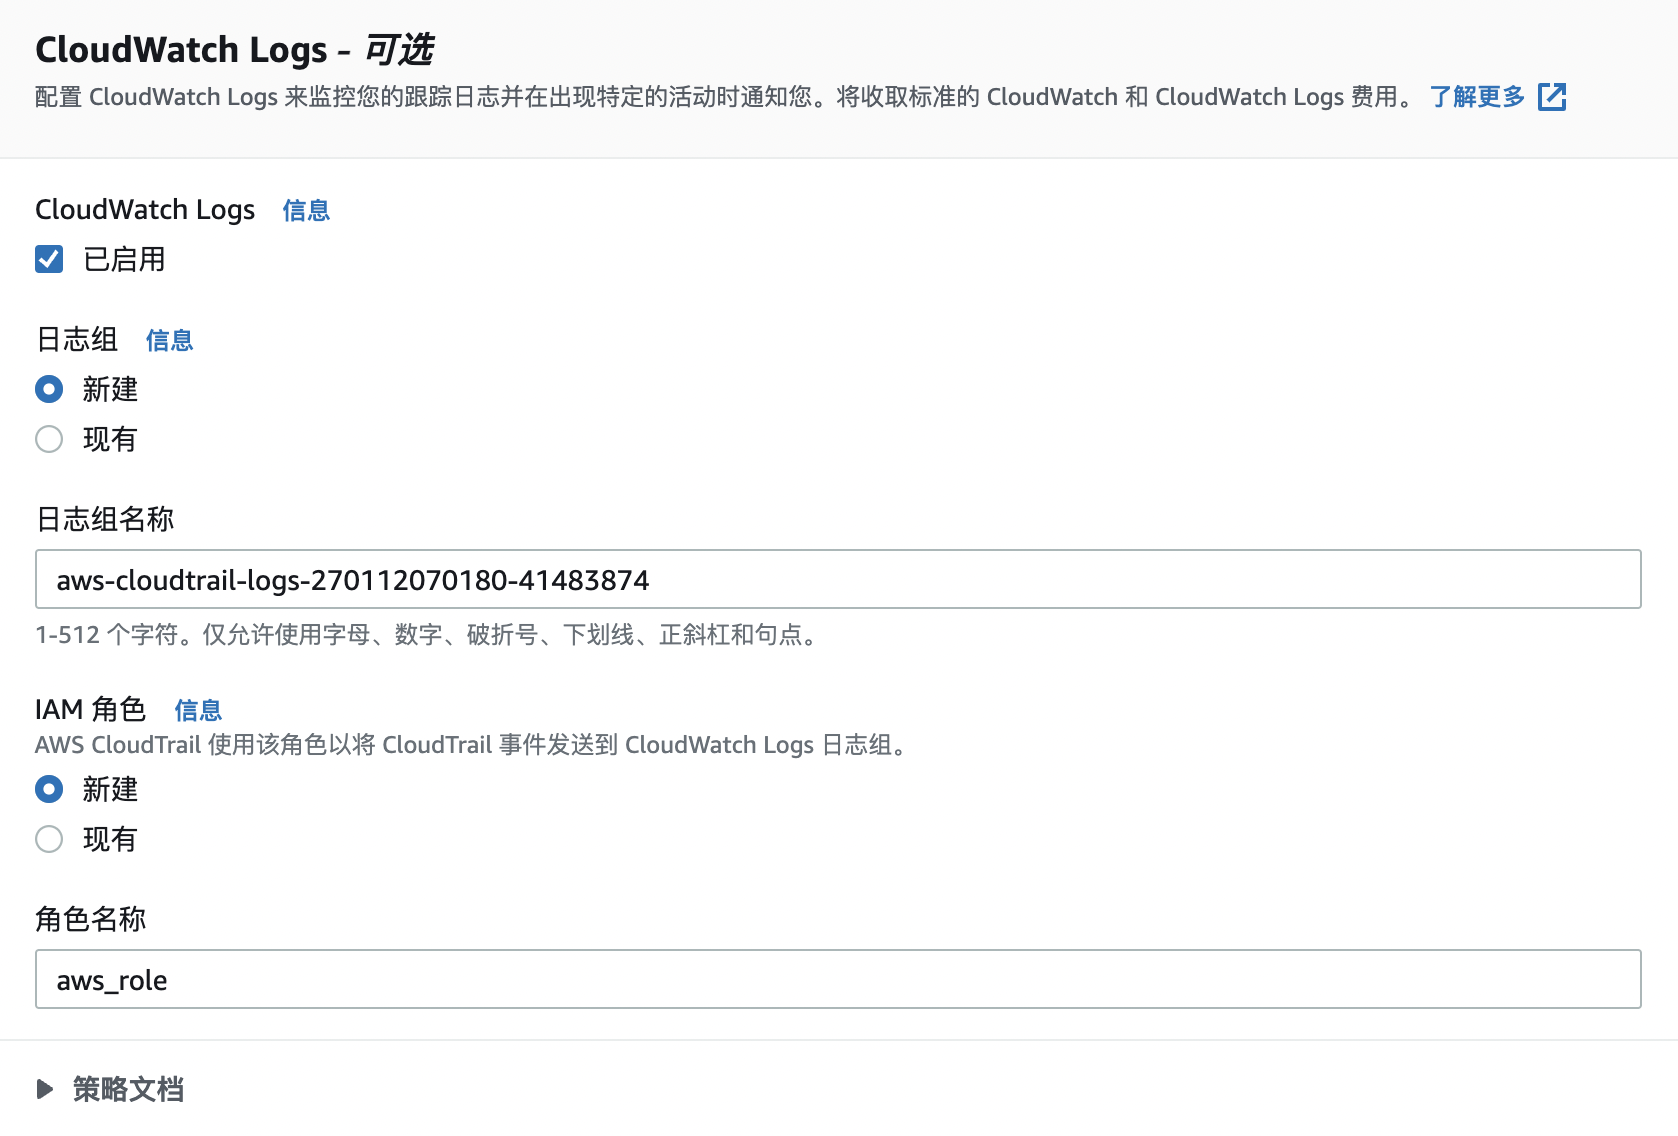 CloudWatch Logs - 可选
配置 CloudWatch Logs 来监控您的跟踪日志并在出现特定的活动时通知您。将收取标准的 CloudWatch 和 CloudWatch Logs 费用。 了解更多
CloudWatch Logs 信息
已启用
日志组 信息
新建
现有
日志组名称
aws-cloudtrail-logs-270112070180-41483874
1-512 个字符。仅允许使用字母、数字、破折号、下划线、正斜杠和句点。
IAM 角色 信息
AWS CloudTrail 使用该角色以将 CloudTrail 事件发送到 CloudWatch Logs 日志组。
新建
现有
角色名称
aws_role
策略文档